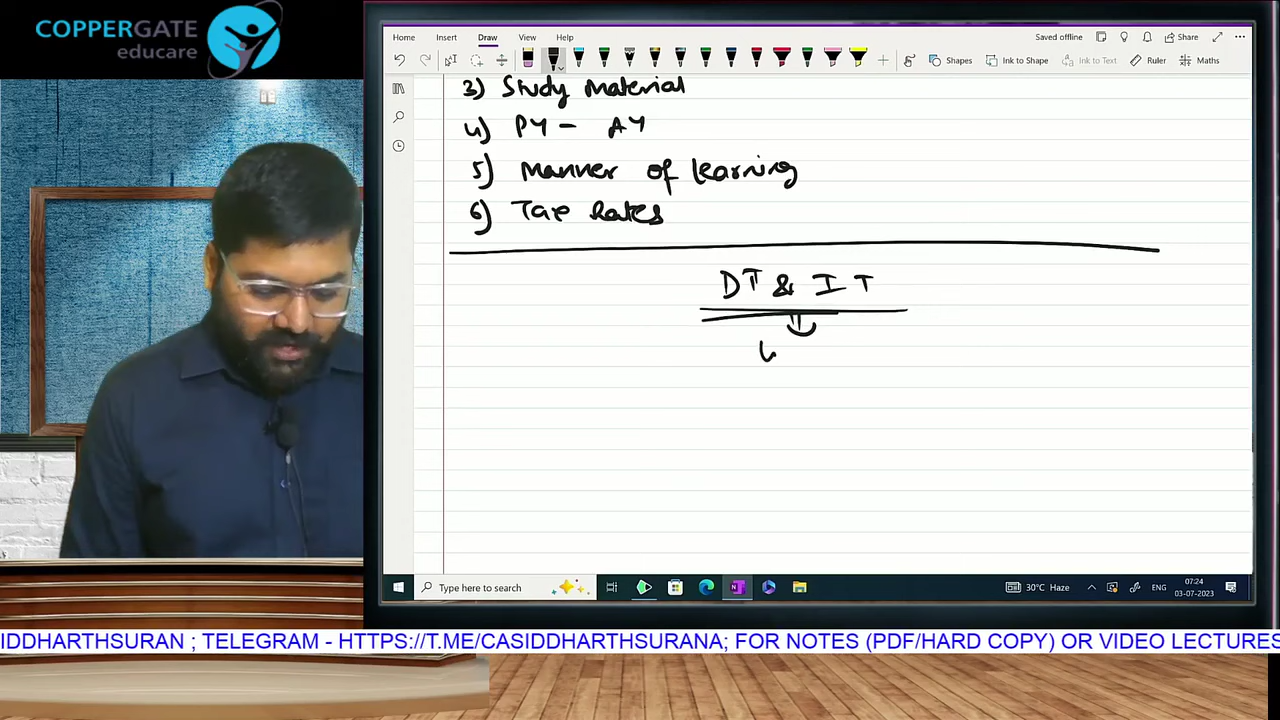 COPPERGATE
educare
Home Insert Draw View Help
Saved offline
Share
Shapes
Ink to Shape
Ink to Text
Ruler
Maths
3) Study Material
4) PY - AY
5) Manner of learning
6) Tax Rates
DT & IT
Type here to search
30°C Haze
ENG
07:24
03-07-2023
IDDHARTHSURAN ; TELEGRAM - HTTPS://T.ME/CASIDDHARTHSURANA; FOR NOTES (PDF/HARD COPY) OR VIDEO LECTURES